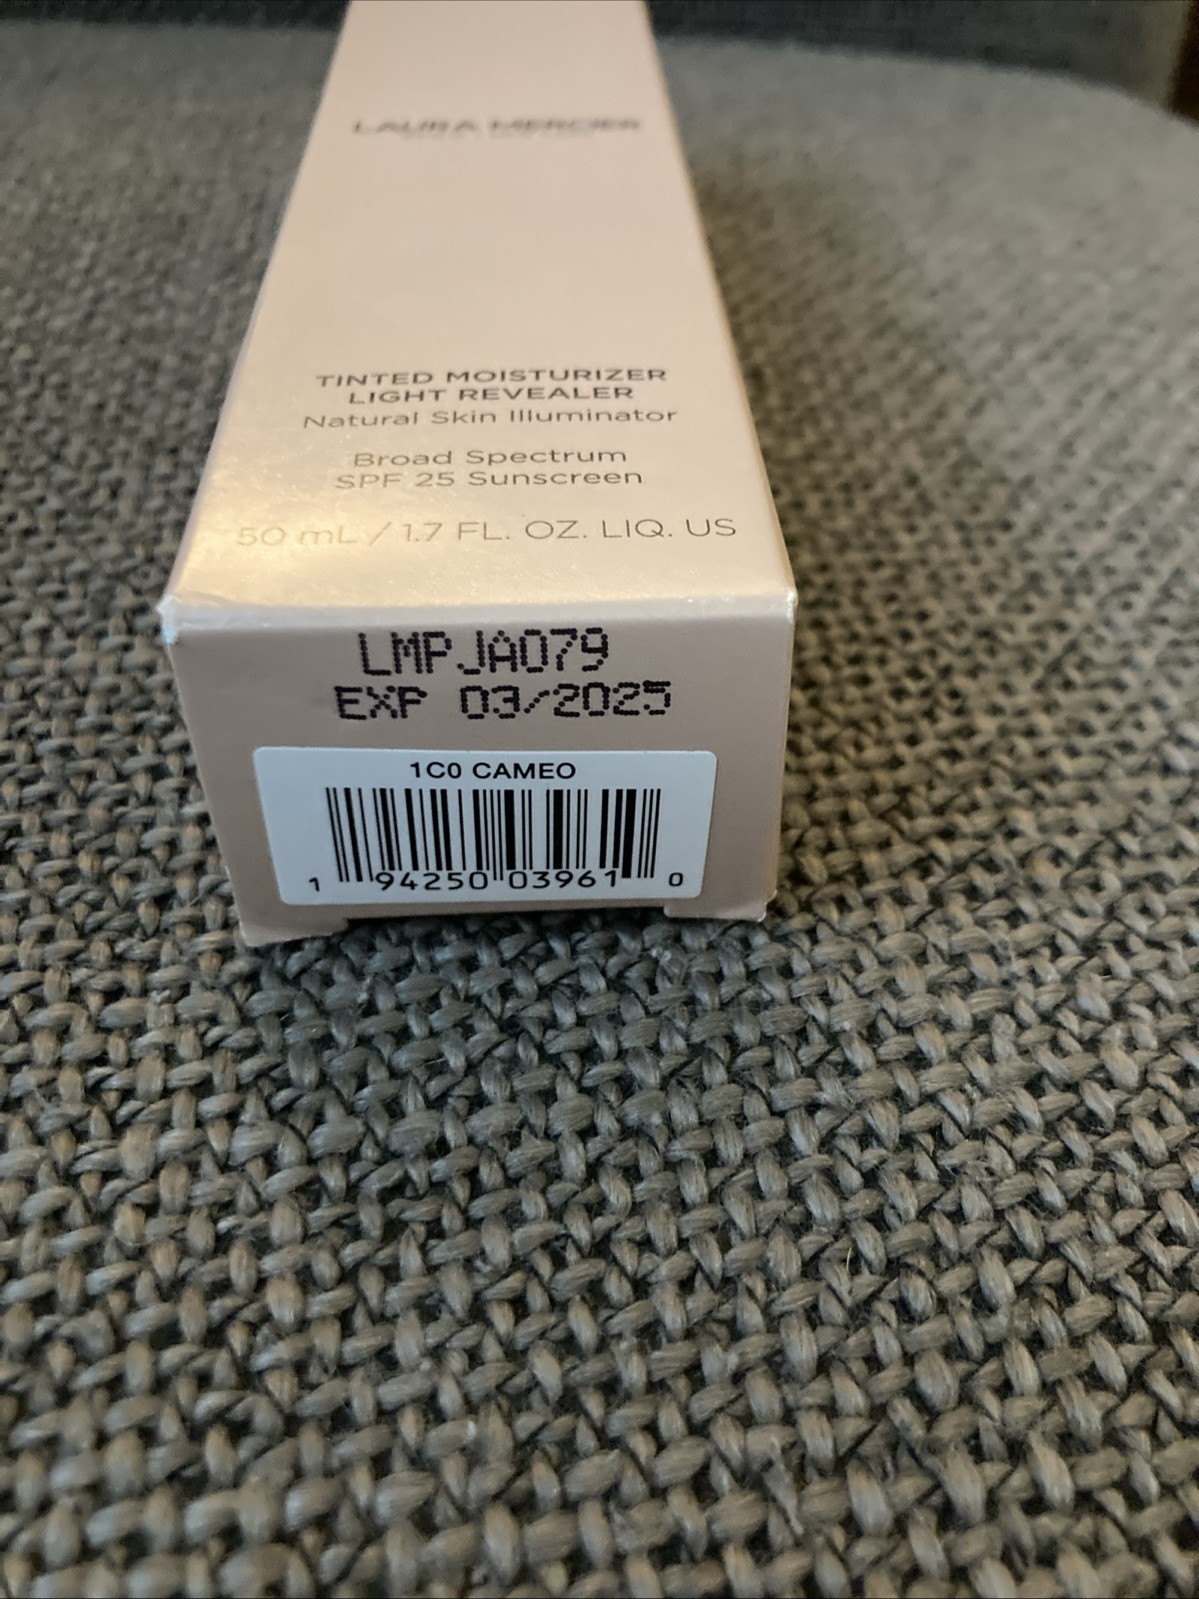 LAURA MERCIER
TINTED MOISTURIZER
LIGHT REVEALER
Natural Skin Illuminator
Broad Spectrum
SPF 25 Sunscreen
50 mL / 1.7 FL. OZ. LIQ. US
LMPJA079
EXP 03/2025
1C0 CAMEO
1 94250 03961 0